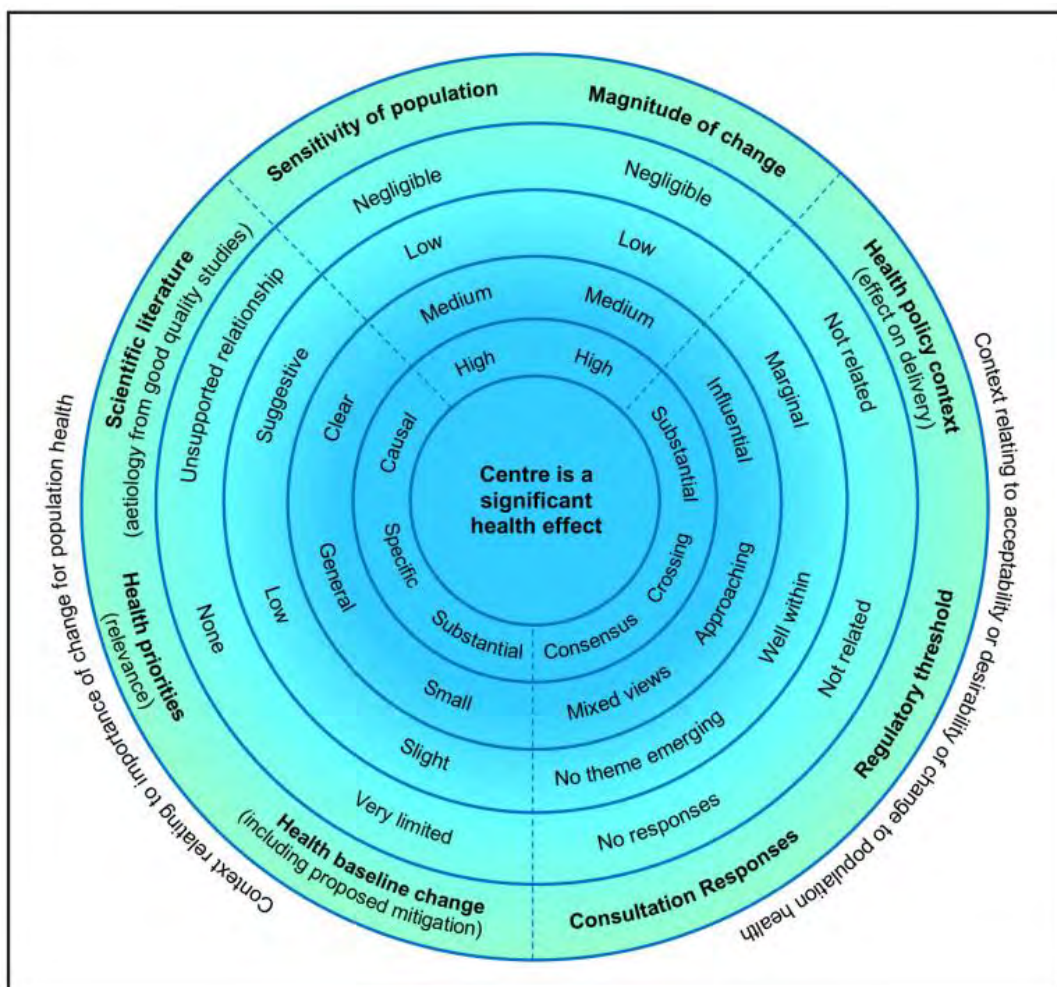 Sensitivity of population
Negligible
Low
Medium
High
Magnitude of change
Negligible
Low
Medium
High
Health policy context
(effect on delivery)
Not related
Marginal
Influential
Substantial
Regulatory threshold
Not related
Well within
Approaching
Crossing
Consultation Responses
No responses
No theme emerging
Mixed views
Consensus
Health baseline change
(including proposed mitigation)
Very limited
Slight
Small
Substantial
Health priorities
(relevance)
None
Low
General
Specific
Scientific literature
(aetiology from good quality studies)
Unsupported relationship
Suggestive
Clear
Causal
Centre is a
significant
health effect
Context relating to importance of change for population health
Context relating to acceptability or desirability of change to population health